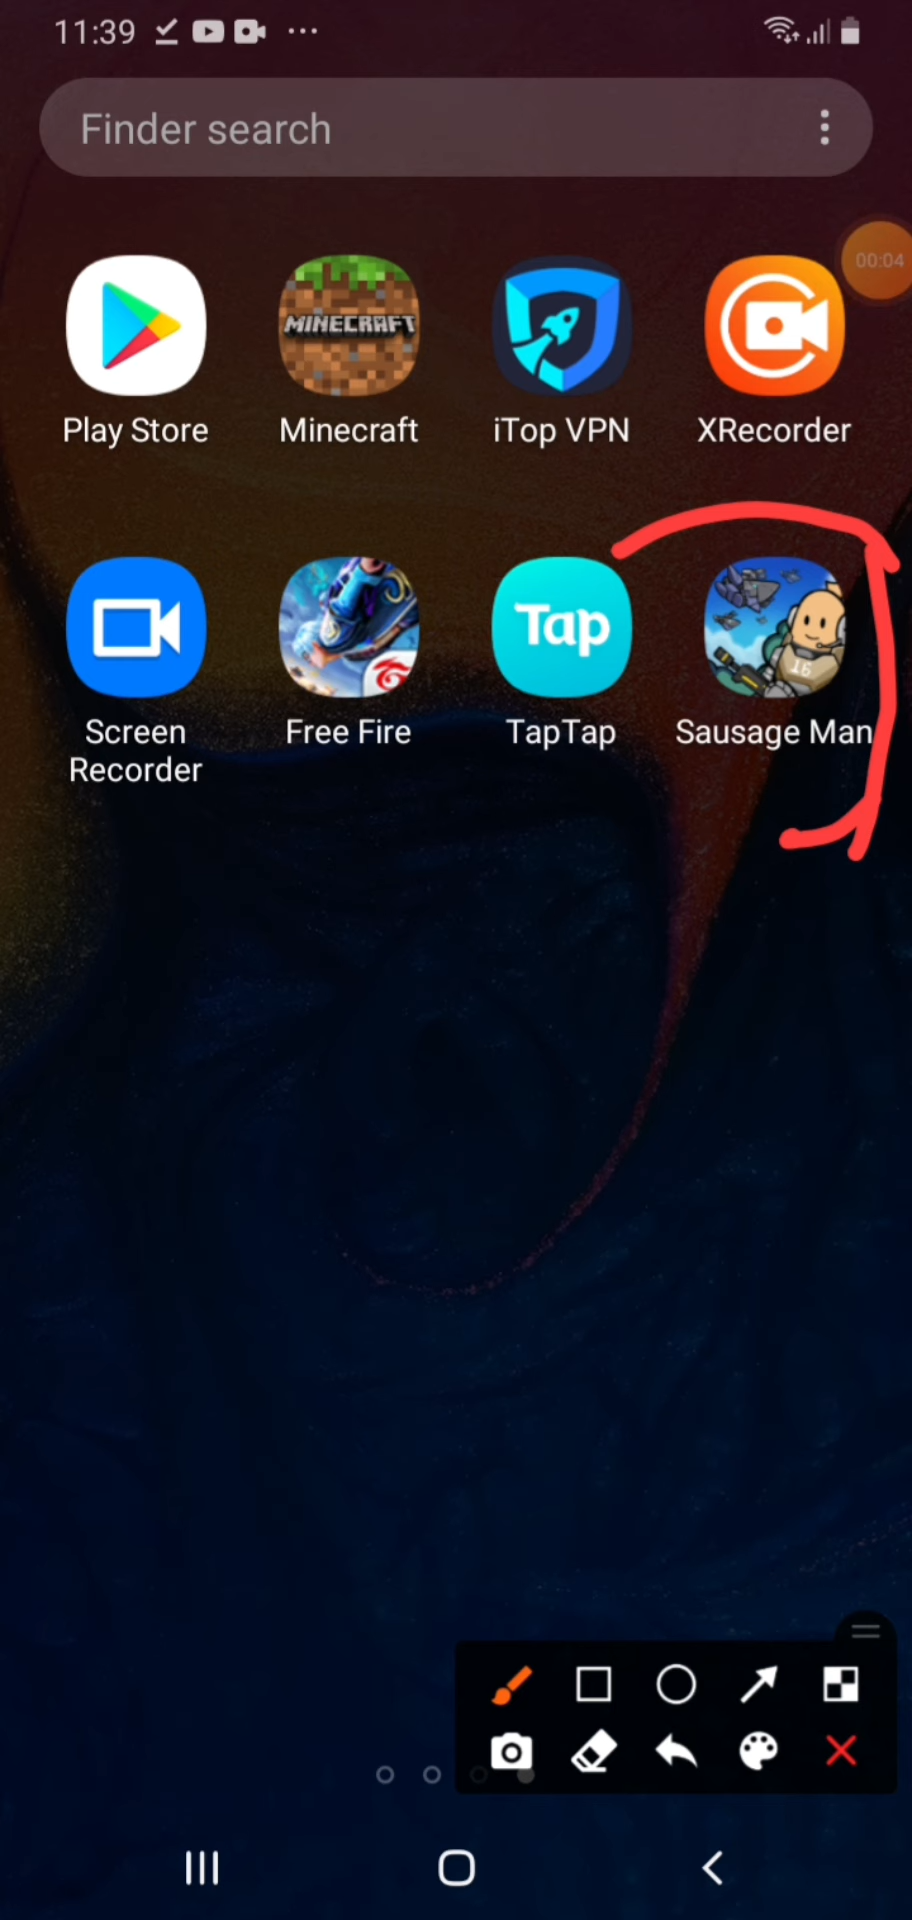 11:39
Finder search
00:04
MINECRAFT
Play Store
Minecraft
iTop VPN
XRecorder
Tap
16
Screen
Recorder
Free Fire
TapTap
Sausage Man